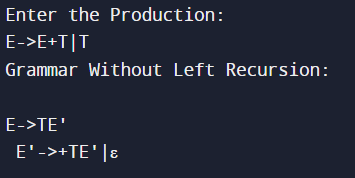 Enter the Production:
E->E+T|T
Grammar Without Left Recursion:
E->TE'
E'->+TE'|ε